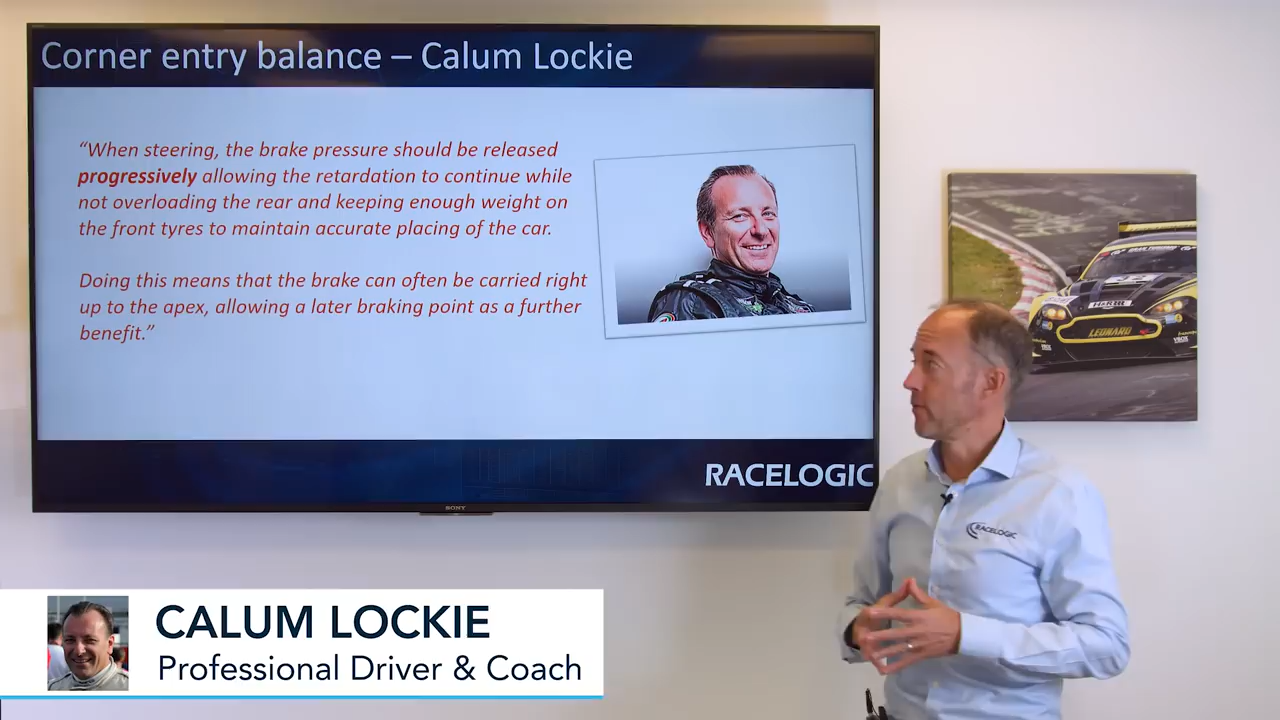 Corner entry balance – Calum Lockie
“When steering, the brake pressure should be released
progressively allowing the retardation to continue while
not overloading the rear and keeping enough weight on
the front tyres to maintain accurate placing of the car.
Doing this means that the brake can often be carried right
up to the apex, allowing a later braking point as a further
benefit.”
RACELOGIC
SONY
H&R
LEONARD
VBOX
VBOX
RACELOGIC
CALUM LOCKIE
Professional Driver & Coach